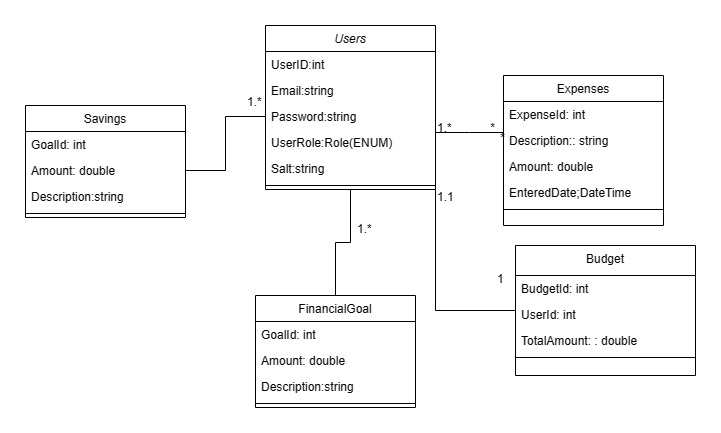 Users
UserID:int
Email:string
Password:string
UserRole:Role(ENUM)
Salt:string
1.*
Savings
GoalId: int
Amount: double
Description:string
1.*
*
*
Expenses
ExpenseId: int
Description:: string
Amount: double
EnteredDate;DateTime
1.1
1
Budget
BudgetId: int
UserId: int
TotalAmount: : double
1.*
FinancialGoal
GoalId: int
Amount: double
Description:string